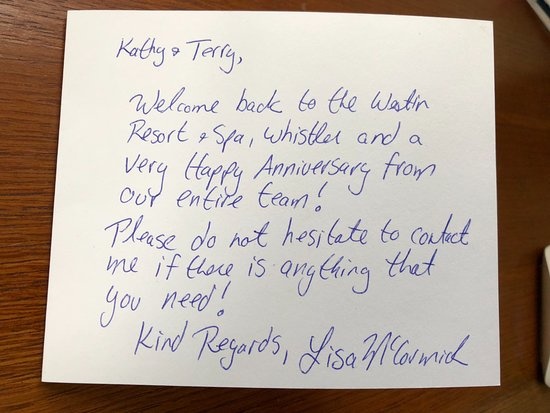 Kathy & Terry,
Welcome back to the Westin
Resort & Spa, Whistler and a
very Happy Anniversary from
our entire team!
Please do not hesitate to contact
me if there is anything that
you need!
Kind Regards, Lisa McCormick